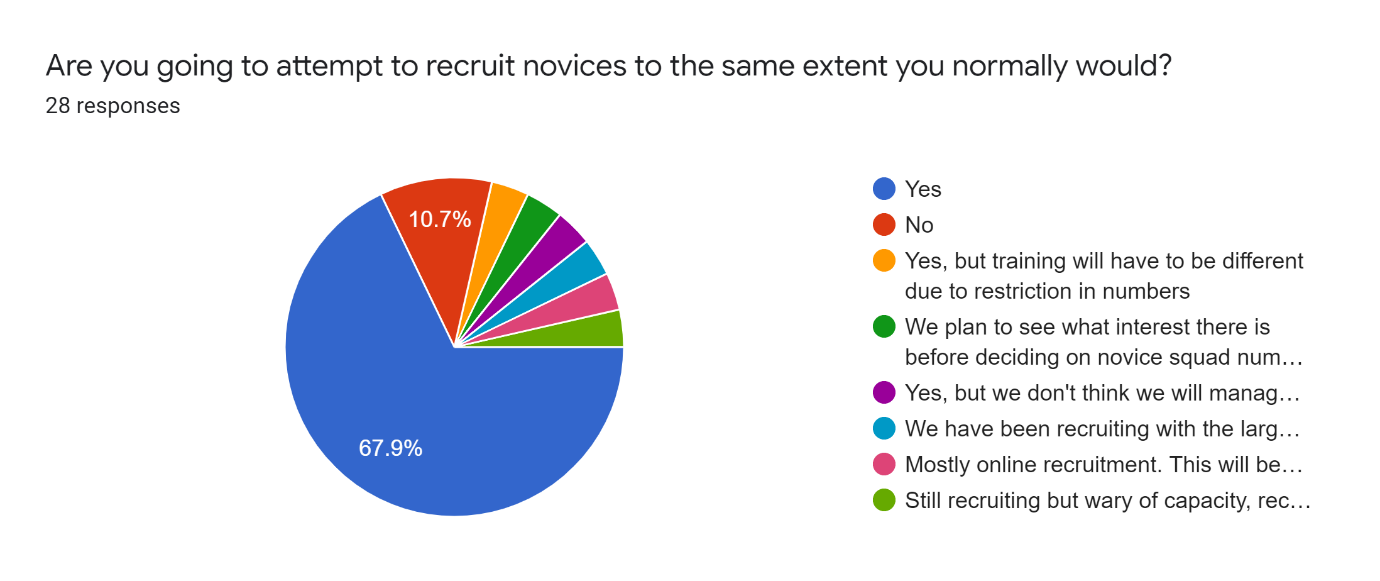 Are you going to attempt to recruit novices to the same extent you normally would?
28 responses
10.7%
67.9%
Yes
No
Yes, but training will have to be different
due to restriction in numbers
We plan to see what interest there is
before deciding on novice squad num…
Yes, but we don't think we will manag…
We have been recruiting with the larg…
Mostly online recruitment. This will be…
Still recruiting but wary of capacity, rec…